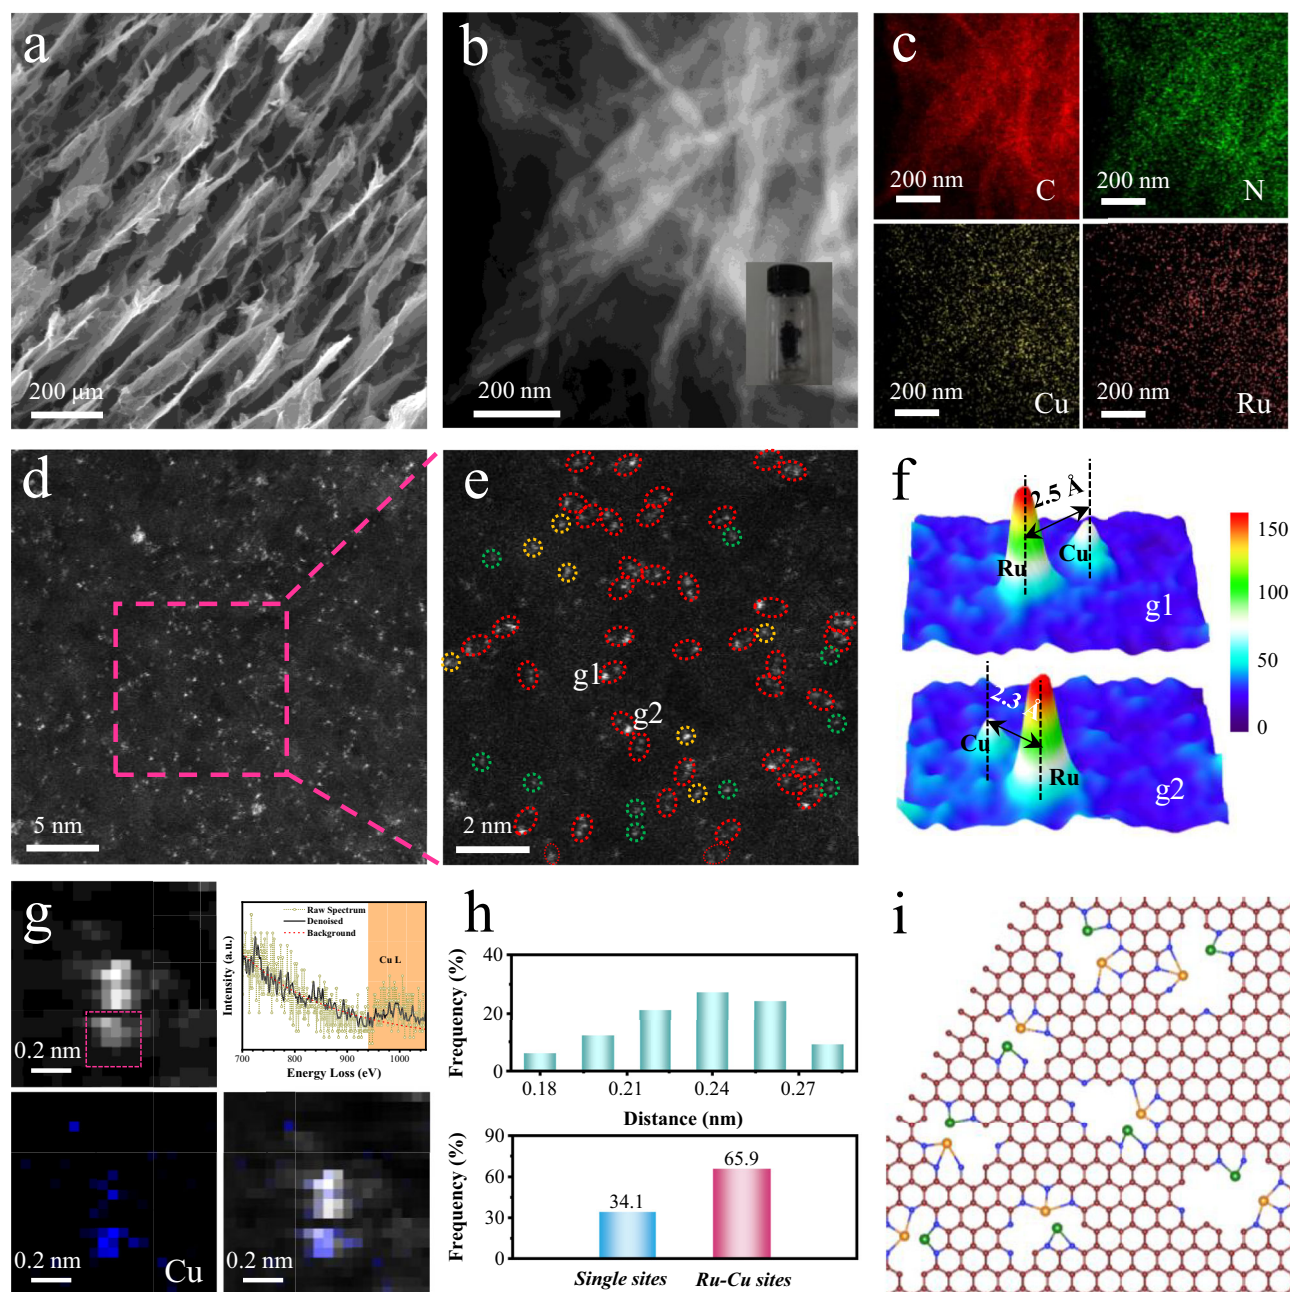 a
200 μm
b
200 nm
c
200 nm
C
200 nm
N
200 nm
Cu
200 nm
Ru
d
5 nm
e
g1
g2
2 nm
f
2.5 Å
Ru
Cu
g1
2.3 Å
Cu
Ru
g2
150
100
50
0
g
0.2 nm
Raw Spectrum
Denoised
Background
Cu L
Intensity (a.u.)
700
800
900
1000
Energy Loss (eV)
0.2 nm
Cu
0.2 nm
h
Frequency (%)
40
20
0
0.18
0.21
0.24
0.27
Distance (nm)
Frequency (%)
90
60
30
0
34.1
65.9
Single sites
Ru-Cu sites
i